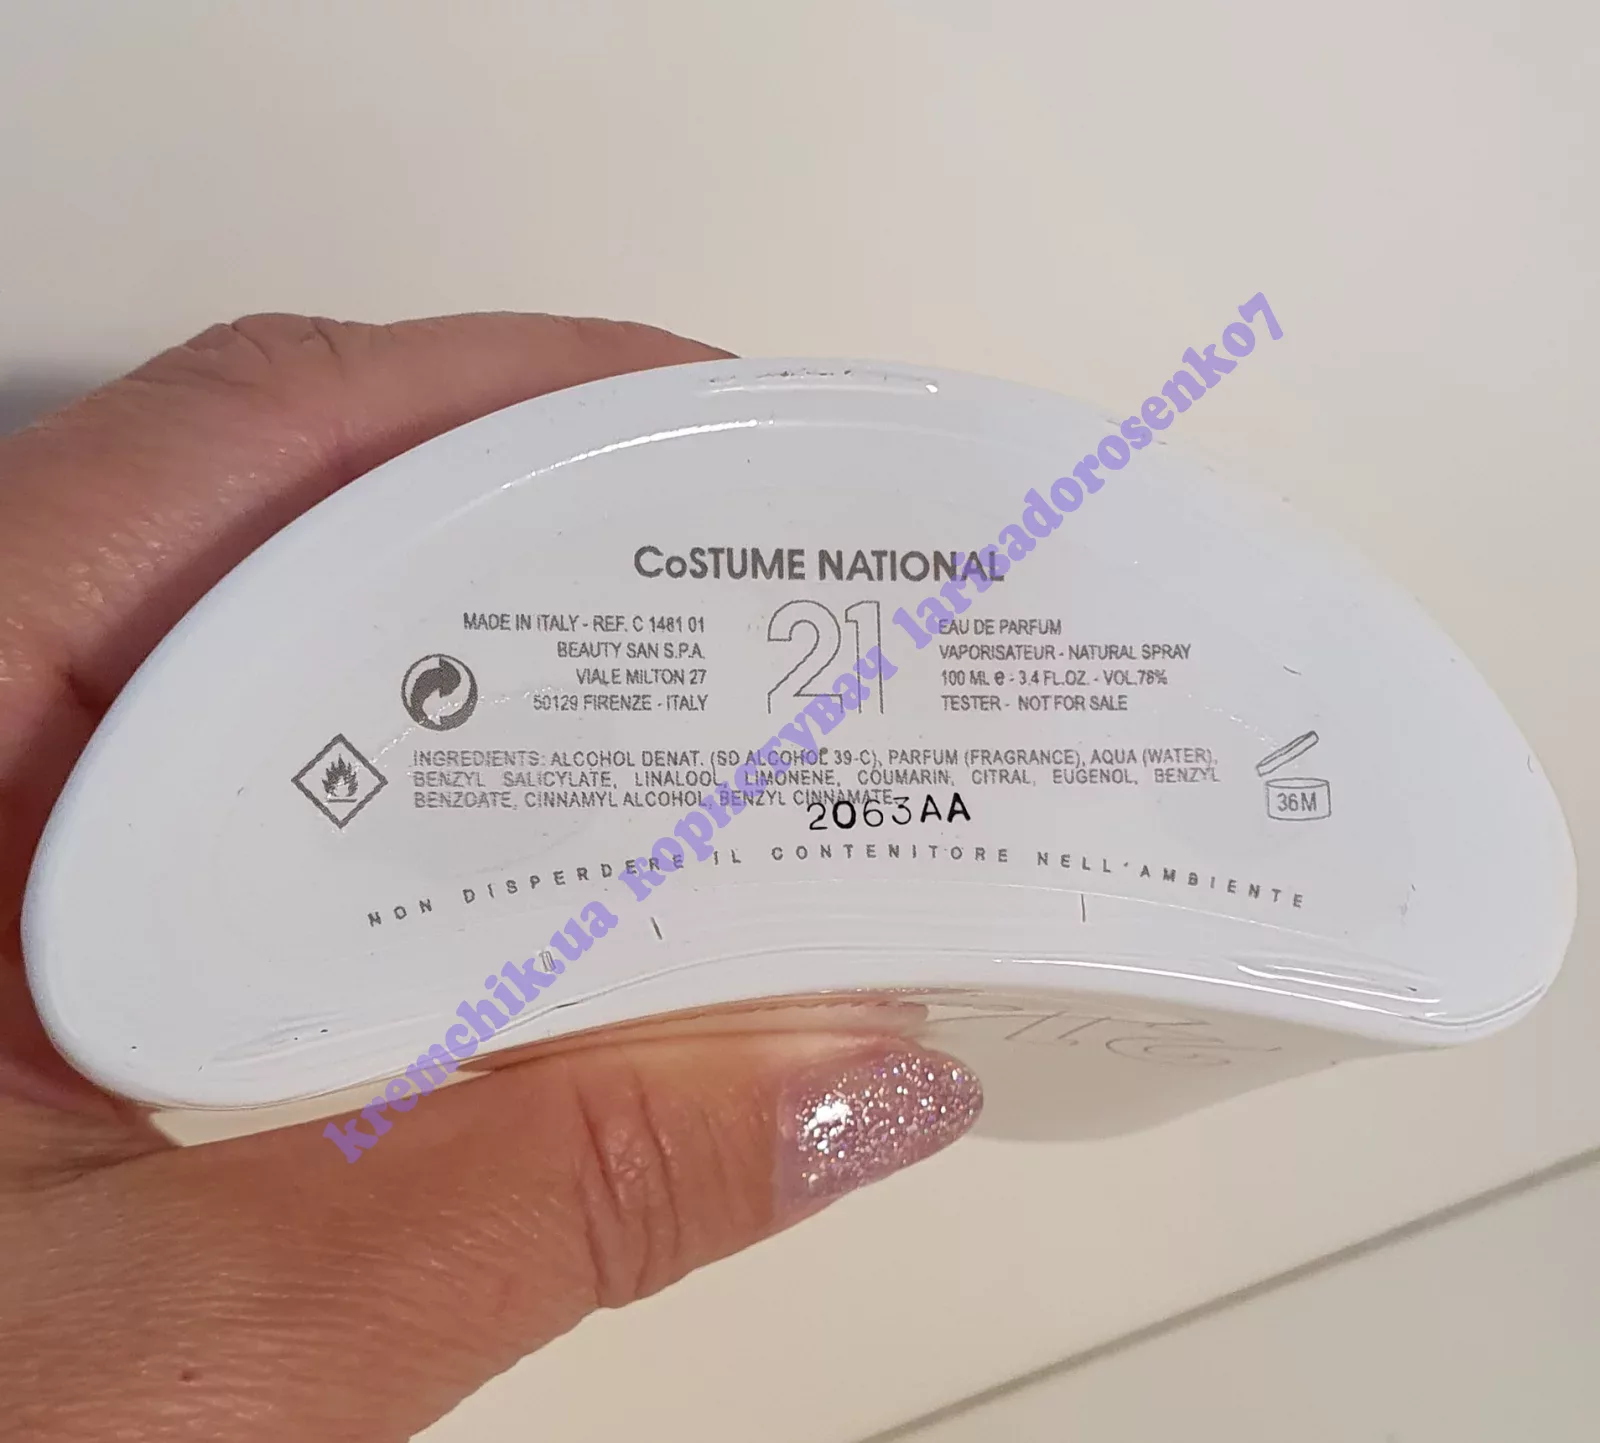 CoSTUME NATIONAL
21
MADE IN ITALY - REF. C 1481 01
BEAUTY SAN S.P.A.
VIALE MILTON 27
50129 FIRENZE - ITALY
EAU DE PARFUM
VAPORISATEUR - NATURAL SPRAY
100 ML e - 3,4 FL.OZ. - VOL.78%
TESTER - NOT FOR SALE
INGREDIENTS: ALCOHOL DENAT. (SD ALCOHOL 39-C), PARFUM (FRAGRANCE), AQUA (WATER),
BENZYL SALICYLATE, LINALOOL, LIMONENE, COUMARIN, CITRAL, EUGENOL, BENZYL
BENZOATE, CINNAMYL ALCOHOL, BENZYL CINNAMATE.
2063AA
36M
NON DISPERDERE IL CONTENITORE NELL'AMBIENTE
kremchik.ua корпоґувач larisadorosenko7